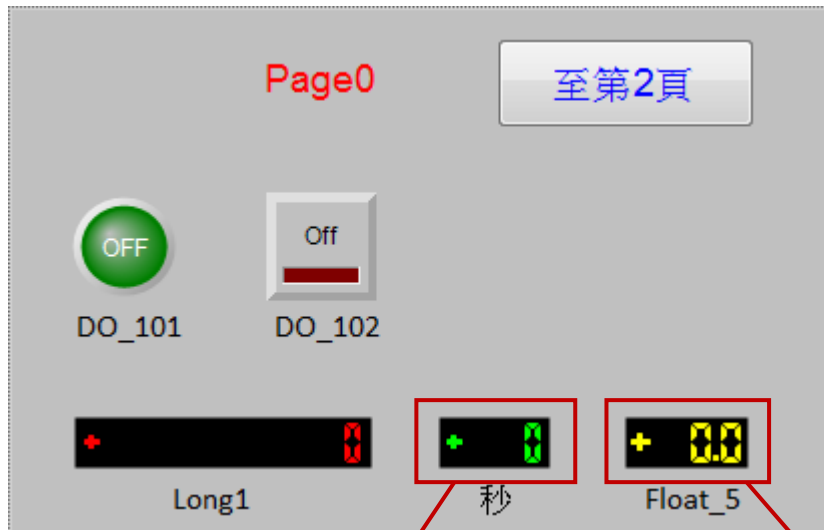 Page0
至第2頁
OFF
Off
DO_101
DO_102
+ 0
+ 0
+ 0.0
Long1
秒
Float_5